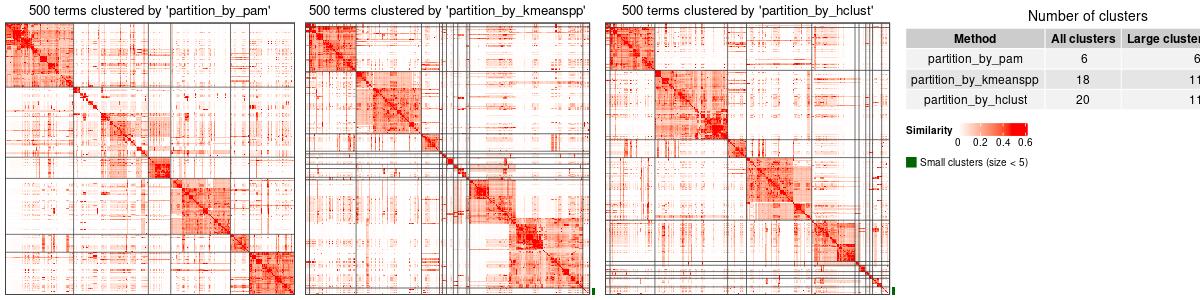 500 terms clustered by 'partition_by_pam'
500 terms clustered by 'partition_by_kmeanspp'
500 terms clustered by 'partition_by_hclust'
Number of clusters
Method All clusters Large cluster
partition_by_pam 6 6
partition_by_kmeanspp 18 11
partition_by_hclust 20 11
Similarity
0 0.2 0.4 0.6
Small clusters (size < 5)